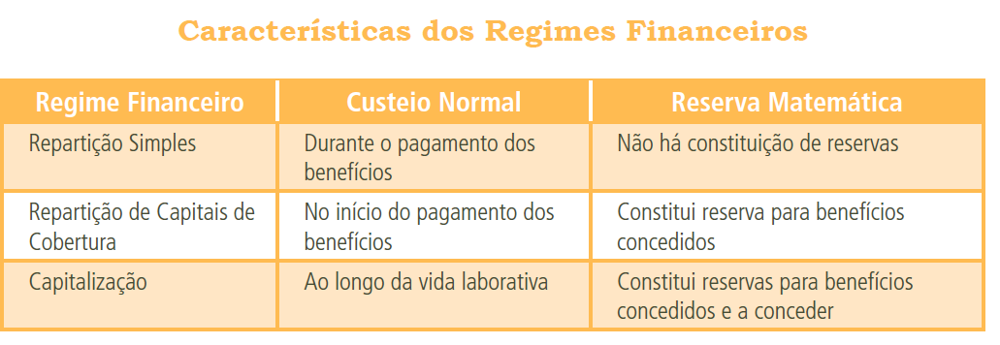 Características dos Regimes Financeiros
Regime Financeiro Custeio Normal Reserva Matemática
Repartição Simples Durante o pagamento dos Não há constituição de reservas
benefícios
Repartição de Capitais de No início do pagamento dos Constitui reserva para benefícios
Cobertura benefícios concedidos
Capitalização Ao longo da vida laborativa Constitui reservas para benefícios
concedidos e a conceder